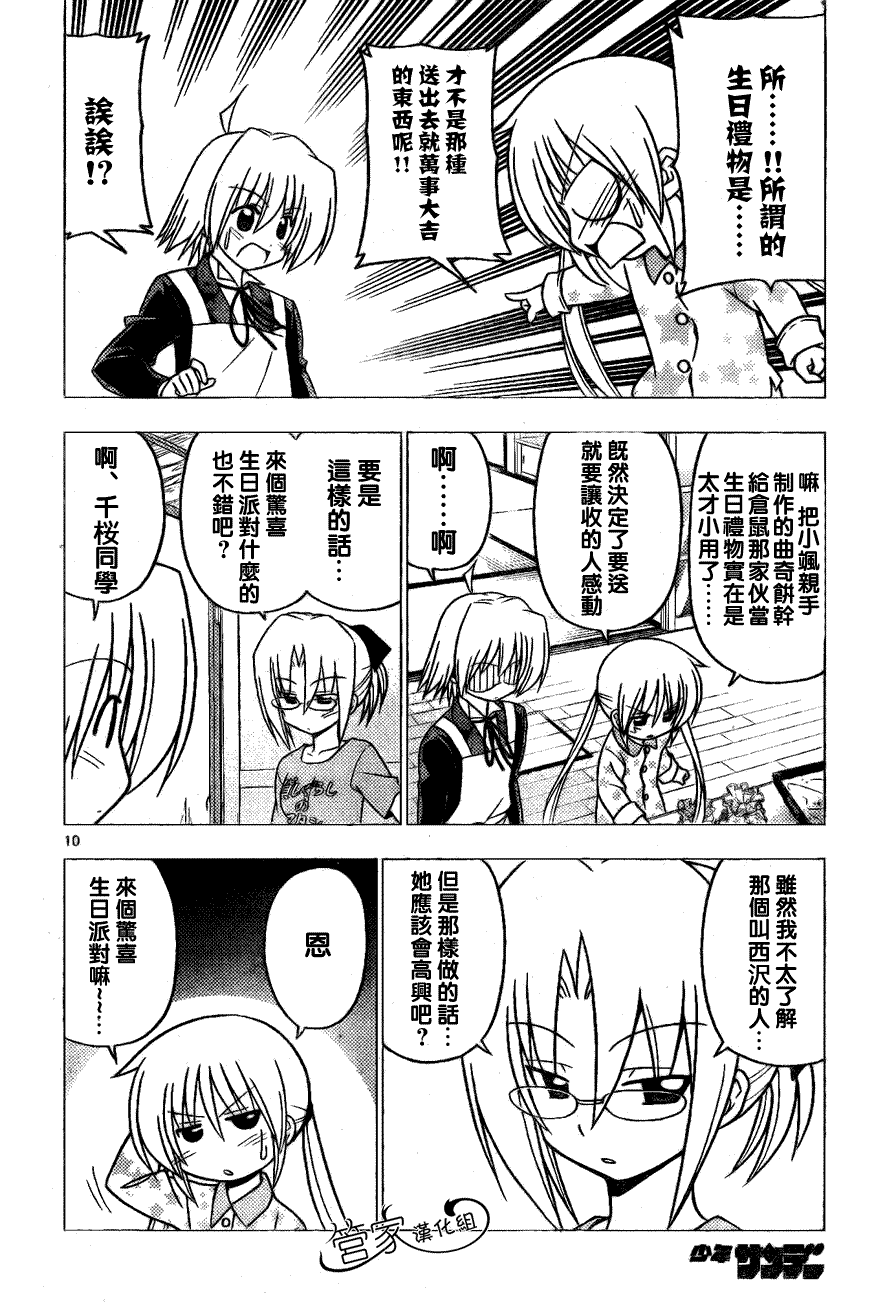 所……!!所謂的
生日禮物是……
才不是那種
送出去就萬事大吉
的東西呢!!
誒誒!?
嘛 把小颯親手
制作的曲奇餅幹
給倉鼠那家伙當
生日禮物實在是
太才小用了……
既然決定了要送
就要讓收的人感動
啊……啊
要是
這樣的話…
來個驚喜
生日派對什麼的
也不錯吧?
啊、千桜同學
10
雖然我不太了解
那個叫西沢的人…
但是那樣做的話…
她應該會高興吧?
恩
來個驚喜
生日派對嘛~~…
管家漢化組
少年サンデー